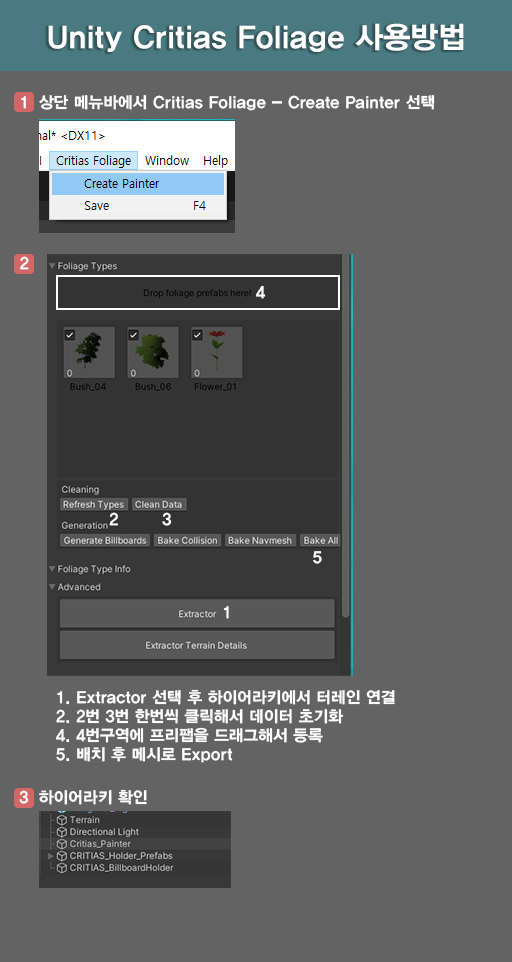 Unity Critias Foliage 사용방법
1 상단 메뉴바에서 Critias Foliage - Create Painter 선택
nal* <DX11>
Critias Foliage Window Help
Create Painter
Save F4
2
Foliage Types
Drop foliage prefabs here! 4
0 0 0
Bush_04 Bush_06 Flower_01
Cleaning
Refresh Types Clean Data
2 3
Generation
Generate Billboards Bake Collision Bake Navmesh Bake All
5
Foliage Type Info
Advanced
Extractor 1
Extractor Terrain Details
1. Extractor 선택 후 하이어라키에서 터레인 연결
2. 2번 3번 한번씩 클릭해서 데이터 초기화
4. 4번구역에 프리팹을 드래그해서 등록
5. 배치 후 메시로 Export
3 하이어라키 확인
Terrain
Directional Light
Critias_Painter
CRITIAS_Holder_Prefabs
CRITIAS_BillboardHolder